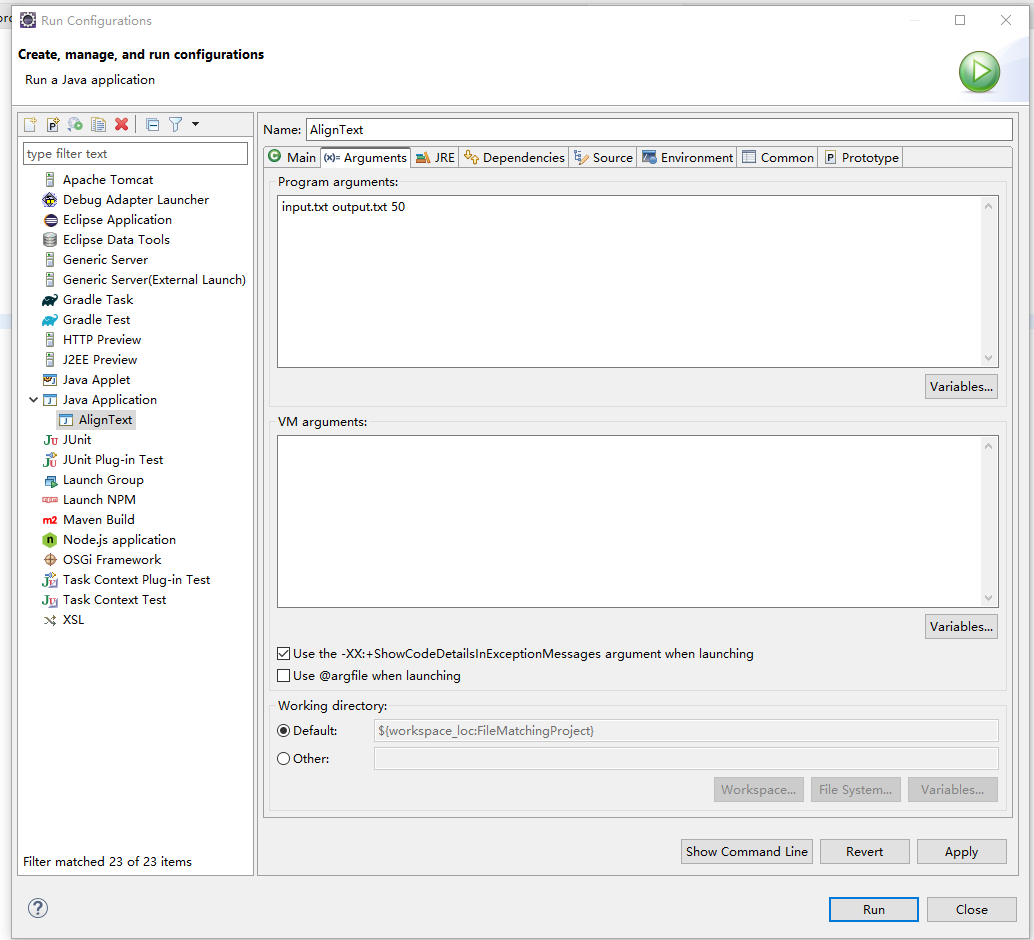 Run Configurations
Create, manage, and run configurations
Run a Java application
type filter text
Apache Tomcat
Debug Adapter Launcher
Eclipse Application
Eclipse Data Tools
Generic Server
Generic Server(External Launch)
Gradle Task
Gradle Test
HTTP Preview
J2EE Preview
Java Applet
Java Application
AlignText
JUnit
JUnit Plug-in Test
Launch Group
Launch NPM
Maven Build
Node.js application
OSGi Framework
Task Context Plug-in Test
Task Context Test
XSL
Filter matched 23 of 23 items
Name: AlignText
Main (x)= Arguments JRE Dependencies Source Environment Common Prototype
Program arguments:
input.txt output.txt 50
Variables...
VM arguments:
Variables...
Use the -XX:+ShowCodeDetailsInExceptionMessages argument when launching
Use @argfile when launching
Working directory:
Default: ${workspace_loc:FileMatchingProject}
Other:
Workspace... File System... Variables...
Show Command Line Revert Apply
Run Close